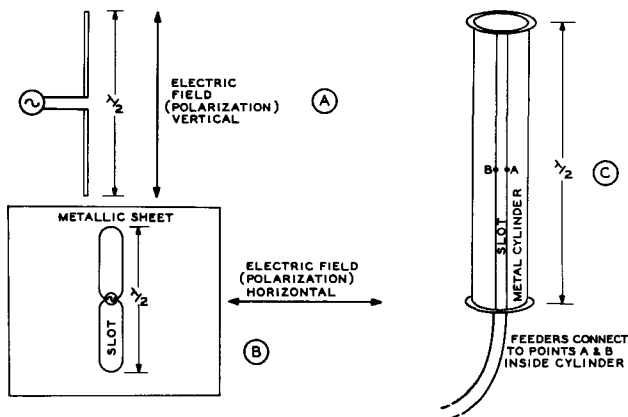 ELECTRIC
FIELD
(POLARIZATION)
VERTICAL
λ/2
A
METALLIC SHEET
SLOT
λ/2
ELECTRIC FIELD
(POLARIZATION)
HORIZONTAL
B
B
A
SLOT
METAL CYLINDER
λ/2
C
FEEDERS CONNECT
TO POINTS A & B
INSIDE CYLINDER